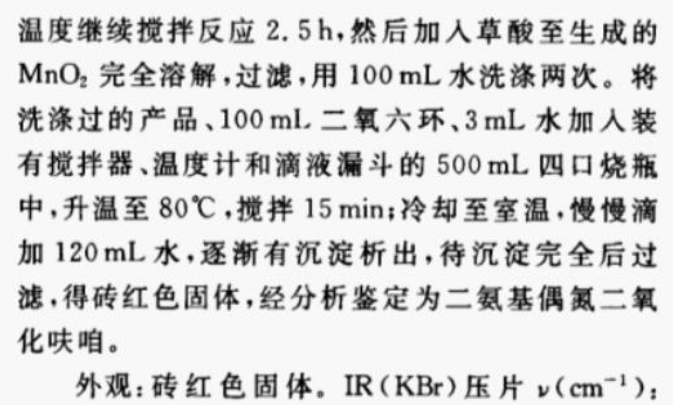 温度继续搅拌反应 2.5h,然后加入草酸至生成的
MnO₂ 完全溶解,过滤,用 100 mL 水洗涤两次。将
洗涤过的产品、100 mL 二氧六环、3 mL 水加入装
有搅拌器、温度计和滴液漏斗的 500 mL 四口烧瓶
中,升温至 80℃,搅拌 15 min;冷却至室温,慢慢滴
加 120 mL 水,逐渐有沉淀析出,待沉淀完全后过
滤,得砖红色固体,经分析鉴定为二氨基偶氮二氧
化呋咱。
外观:砖红色固体。IR(KBr)压片 ν(cm⁻¹):